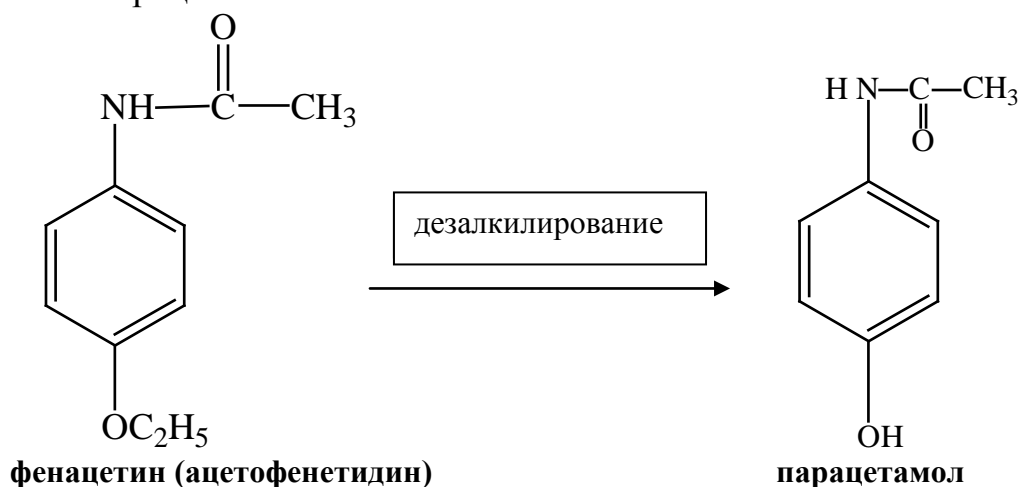 O
NH C CH₃
OC₂H₅
фенацетин (ацетофенетидин)
дезалкилирование
H N C CH₃
O
OH
парацетамол